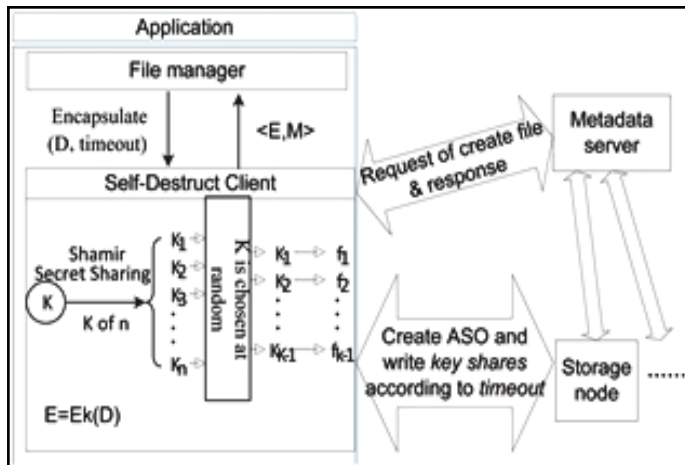 Application
File manager
Encapsulate
(D, timeout)
<E,M>
Self-Destruct Client
Shamir
Secret Sharing
K
K of n
K1
K2
K3
Kn
K is chosen at
random
K1
K2
KK-1
f1
f2
fk-1
E=Ek(D)
Request of create file
& response
Metadata
server
Create ASO and
write key shares
according to timeout
Storage
node
......